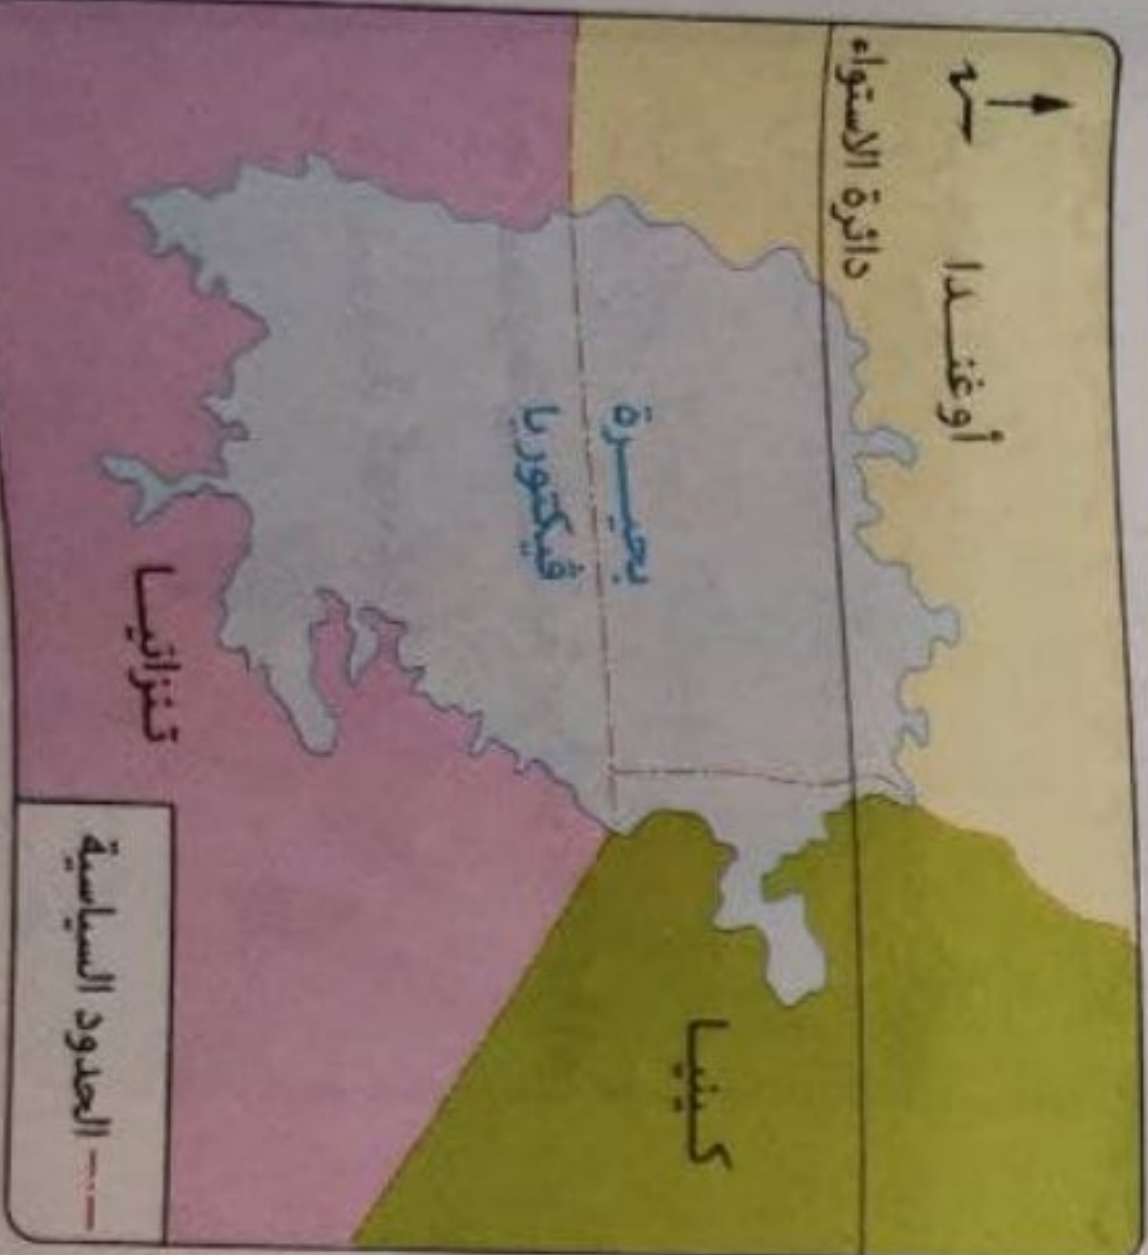 أوغندا
دائرة الاستواء
بحيرة
فيكتوريا
كينيا
تنزانيا
الحدود السياسية